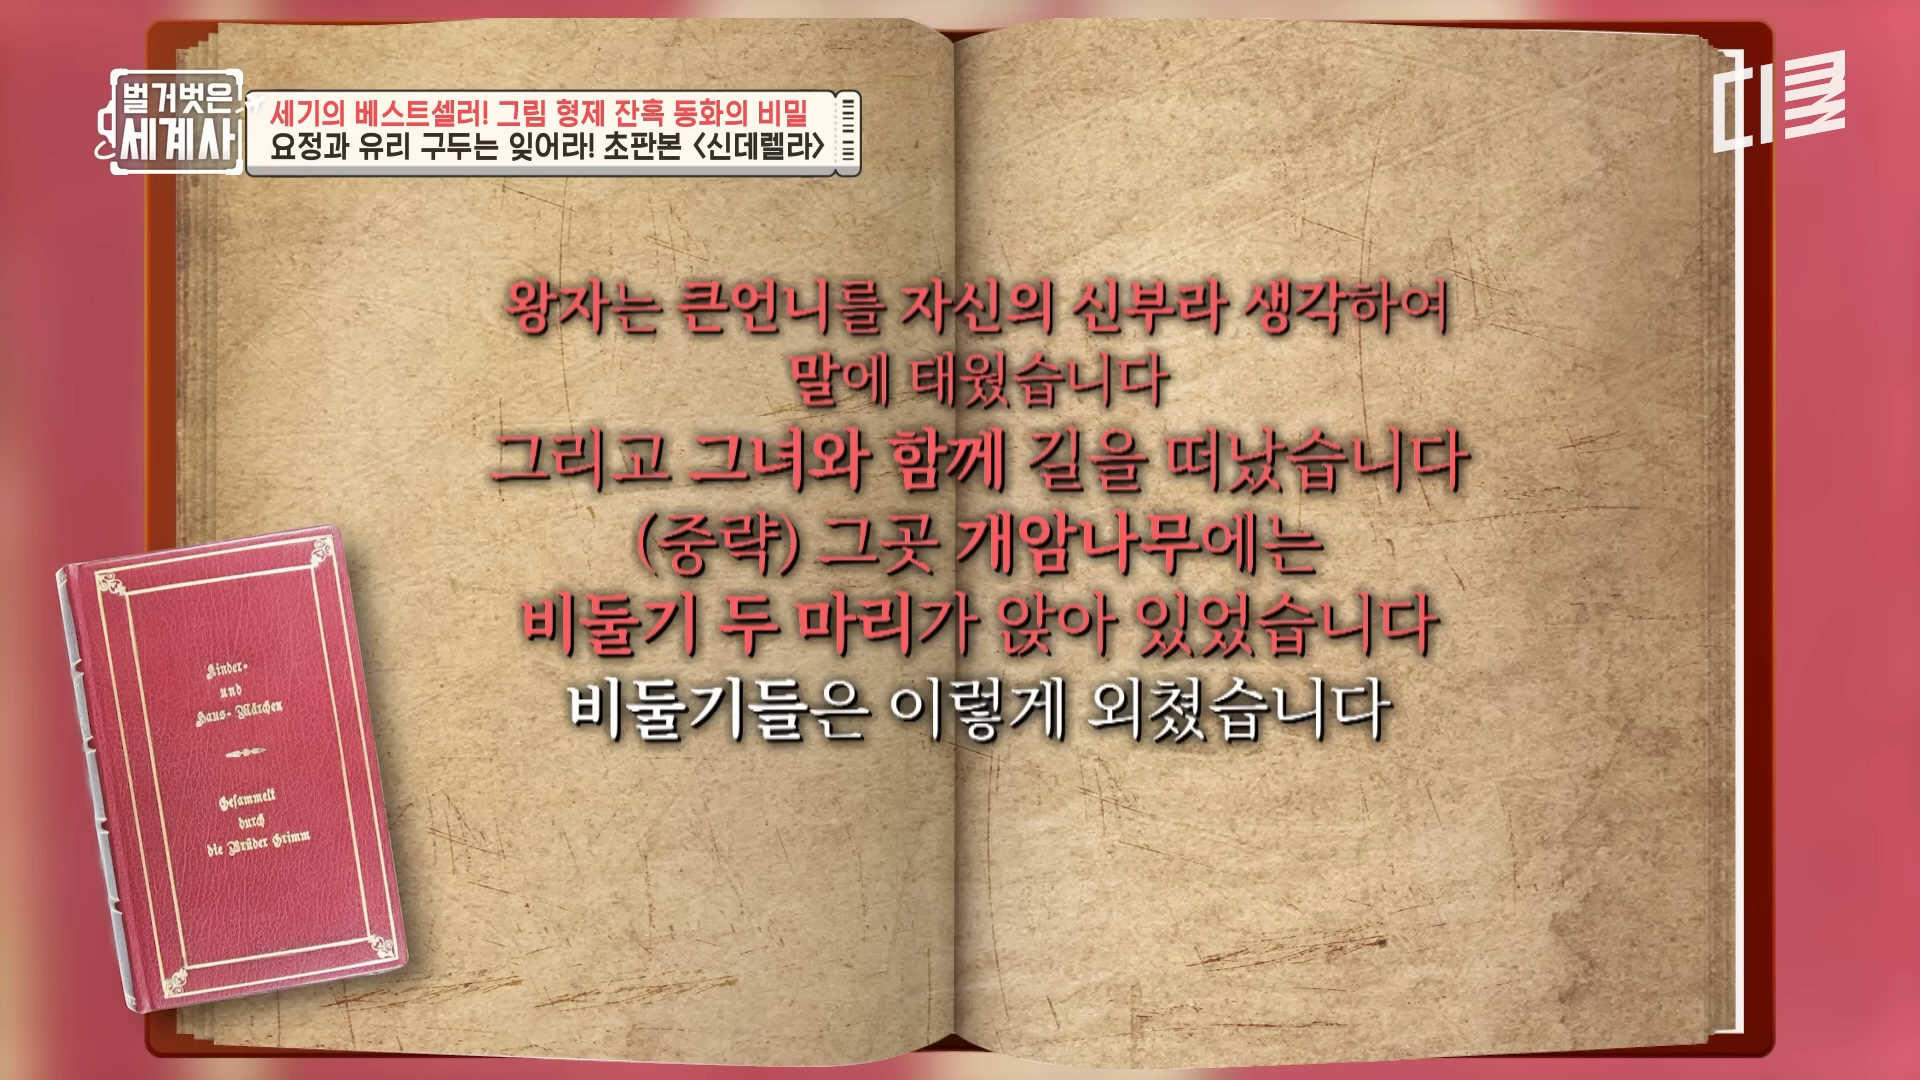 벌거벗은
세계사
세기의 베스트셀러! 그림 형제 잔혹 동화의 비밀
요정과 유리 구두는 잊어라! 초판본 <신데렐라>
디글
왕자는 큰언니를 자신의 신부라 생각하여
말에 태웠습니다
그리고 그녀와 함께 길을 떠났습니다
(중략) 그곳 개암나무에는
비둘기 두 마리가 앉아 있었습니다
비둘기들은 이렇게 외쳤습니다
Kinder-
und
Haus-Märchen
Gesammelt
durch
die Brüder Grimm